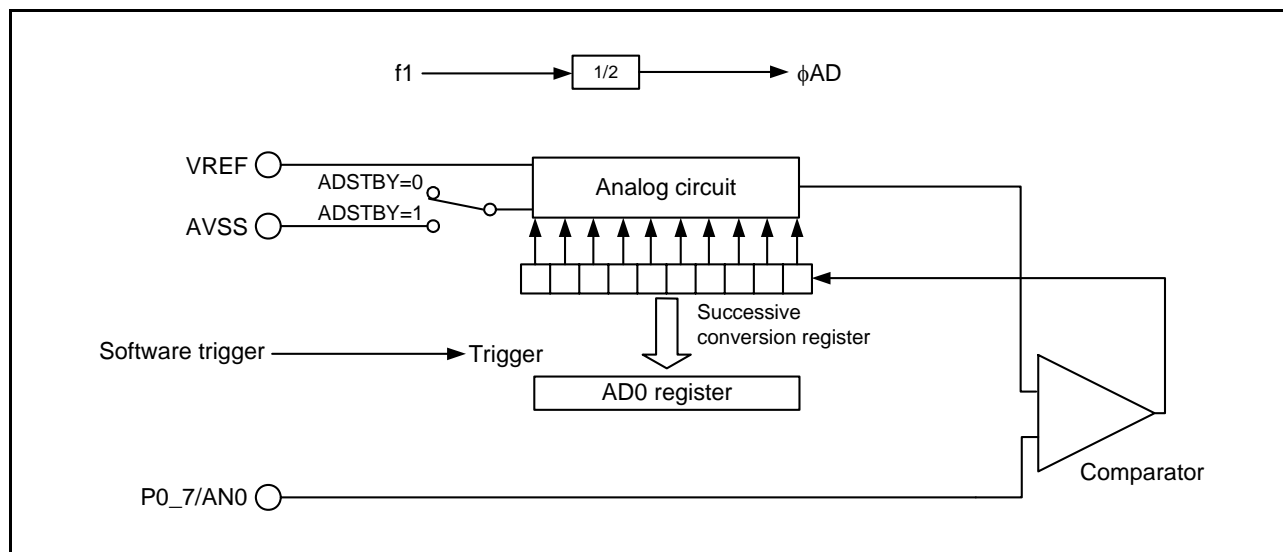 f1
1/2
ϕAD
VREF
ADSTBY=0
Analog circuit
ADSTBY=1
AVSS
Successive
conversion register
Software trigger
Trigger
AD0 register
Comparator
P0_7/AN0